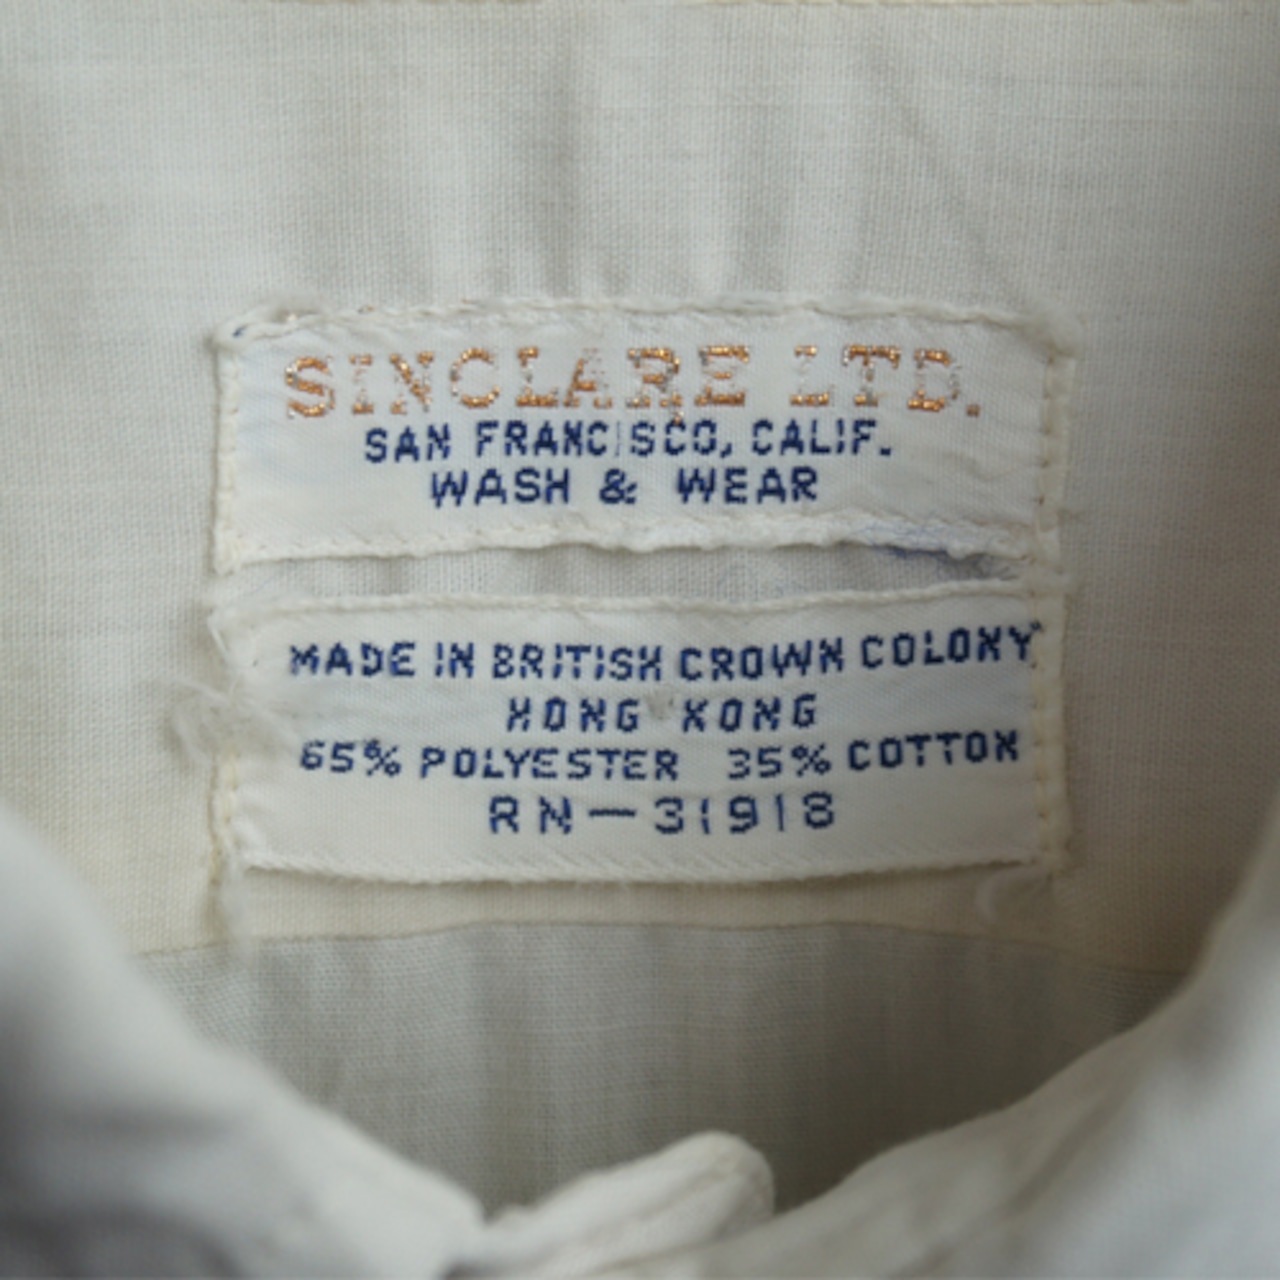 SINCLARE LTD.
SAN FRANCISCO, CALIF.
WASH & WEAR
MADE IN BRITISH CROWN COLONY
HONG KONG
65% POLYESTER 35% COTTON
RN-31918